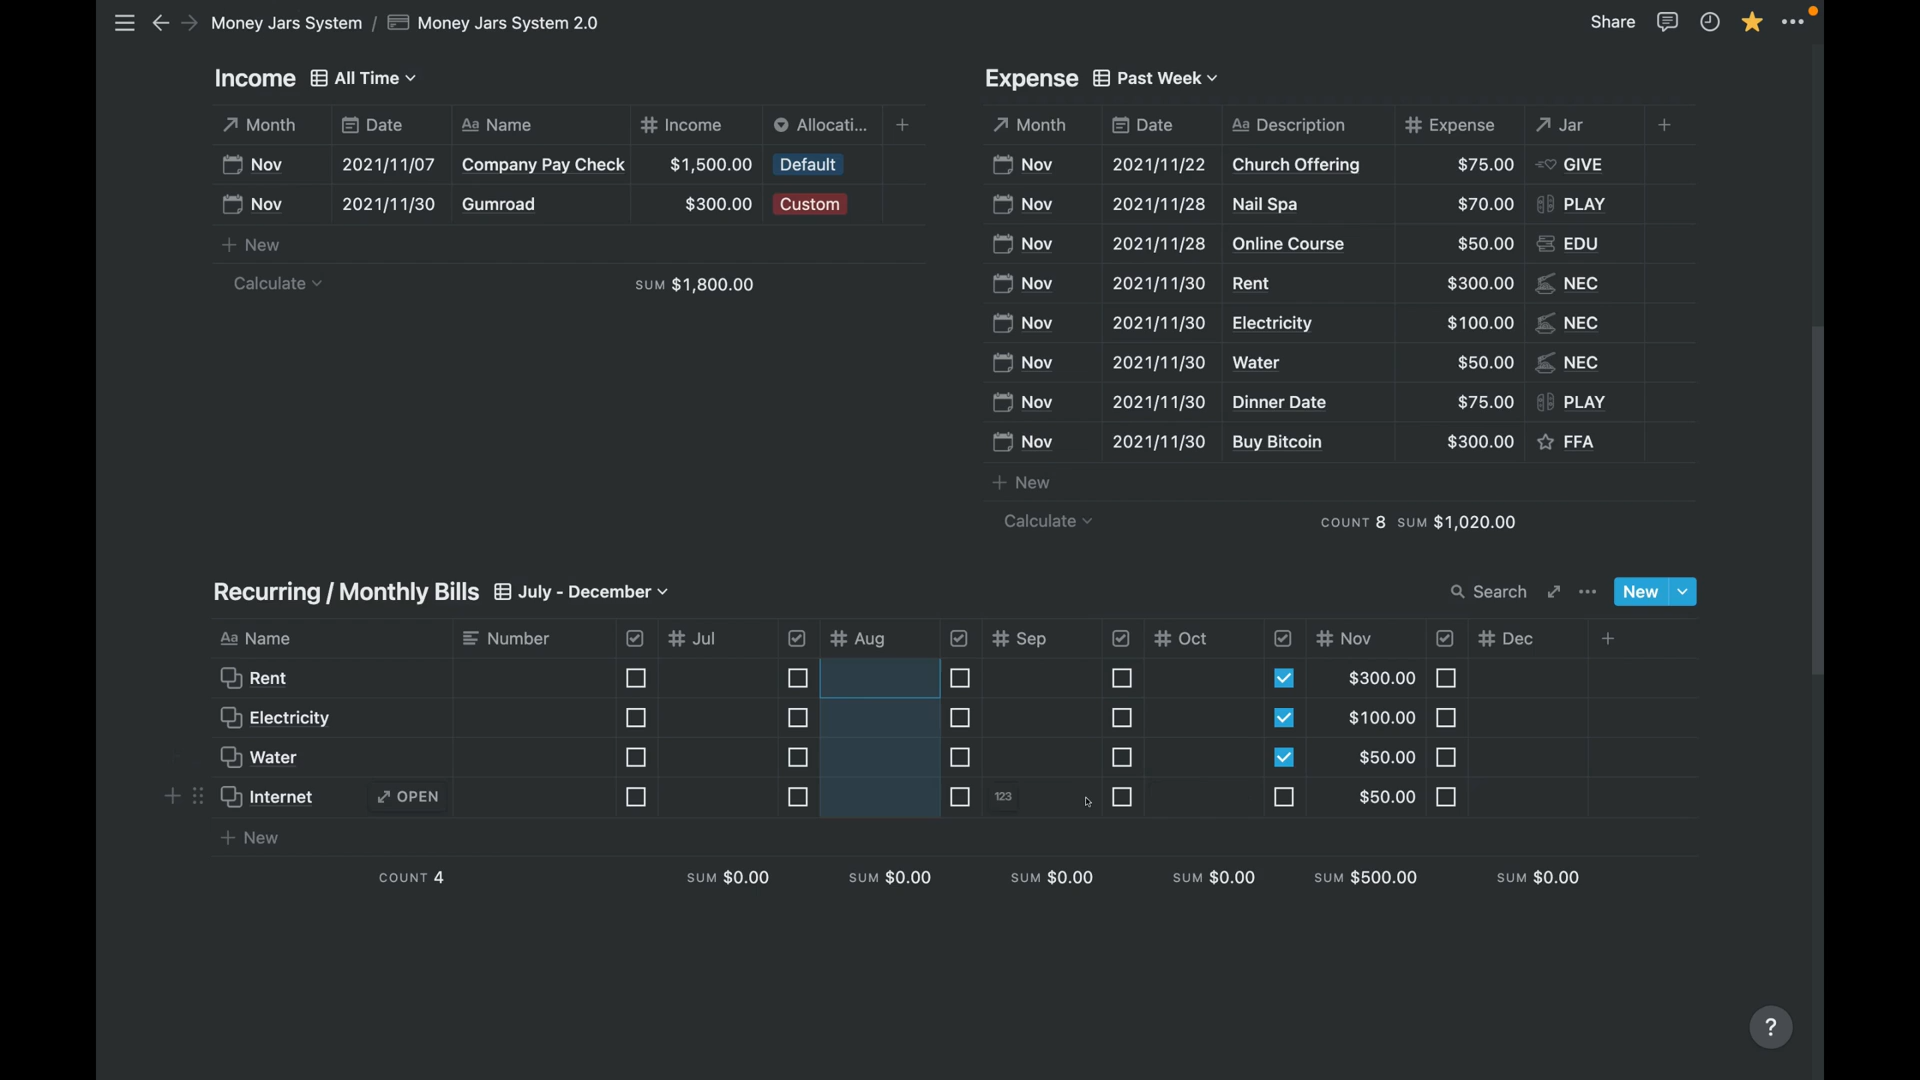 Money Jars System / Money Jars System 2.0 Share
Income All Time
Month Date Name Income Allocati...
Nov 2021/11/07 Company Pay Check $1,500.00 Default
Nov 2021/11/30 Gumroad $300.00 Custom
+ New
Calculate SUM $1,800.00
Expense Past Week
Month Date Description Expense Jar
Nov 2021/11/22 Church Offering $75.00 GIVE
Nov 2021/11/28 Nail Spa $70.00 PLAY
Nov 2021/11/28 Online Course $50.00 EDU
Nov 2021/11/30 Rent $300.00 NEC
Nov 2021/11/30 Electricity $100.00 NEC
Nov 2021/11/30 Water $50.00 NEC
Nov 2021/11/30 Dinner Date $75.00 PLAY
Nov 2021/11/30 Buy Bitcoin $300.00 FFA
+ New
Calculate COUNT 8 SUM $1,020.00
Recurring / Monthly Bills July - December Search New
Name Number Jul Aug Sep Oct Nov Dec
Rent $300.00
Electricity $100.00
Water $50.00
Internet OPEN 123 $50.00
+ New
COUNT 4 SUM $0.00 SUM $0.00 SUM $0.00 SUM $0.00 SUM $500.00 SUM $0.00
?